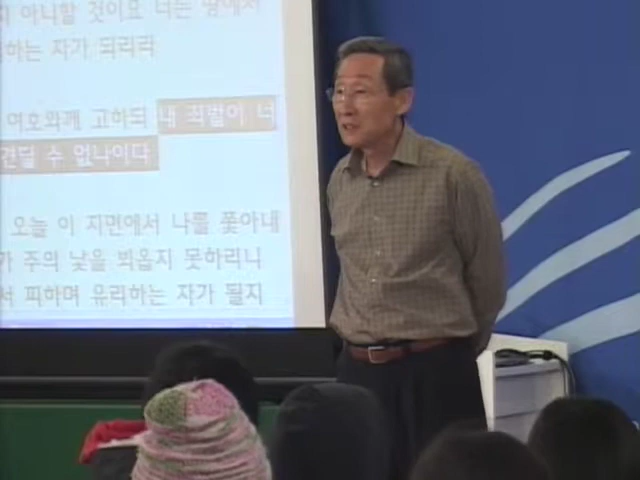 지 아니할 것이요 너는 땅에서
하는 자가 되리라
여호와께 고하되 내 죄벌이 너
견딜 수 없나이다
오늘 이 지면에서 나를 쫓아내
주의 낯을 뵈옵지 못하리니
피하며 유리하는 자가 될지